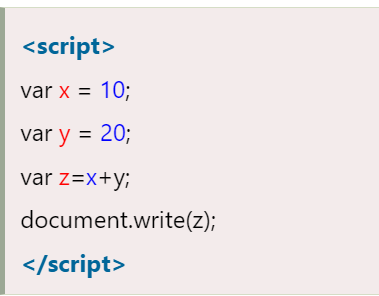 <script>
var x = 10;
var y = 20;
var z=x+y;
document.write(z);
</script>